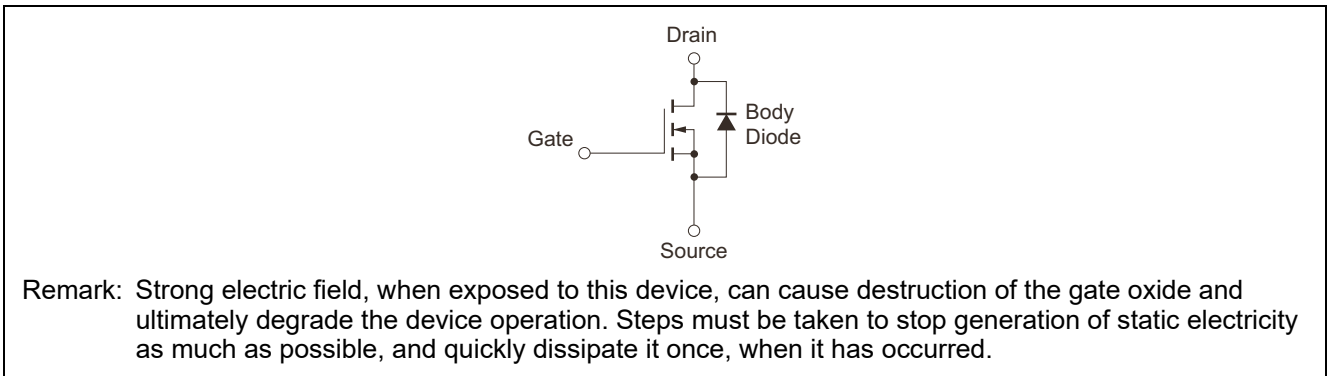 Drain
Body
Diode
Gate
Source
Remark: Strong electric field, when exposed to this device, can cause destruction of the gate oxide and
ultimately degrade the device operation. Steps must be taken to stop generation of static electricity
as much as possible, and quickly dissipate it once, when it has occurred.